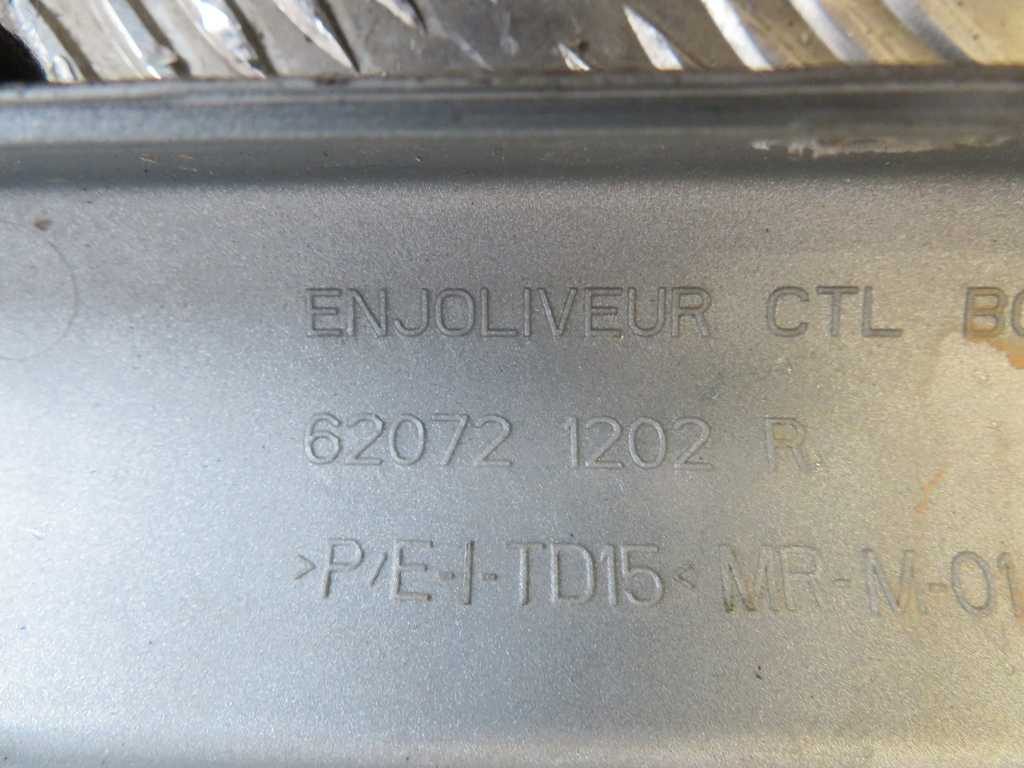 ENJOLIVEUR CTL
62072 1202 R
>P/E-I-TD15< MR-M-01